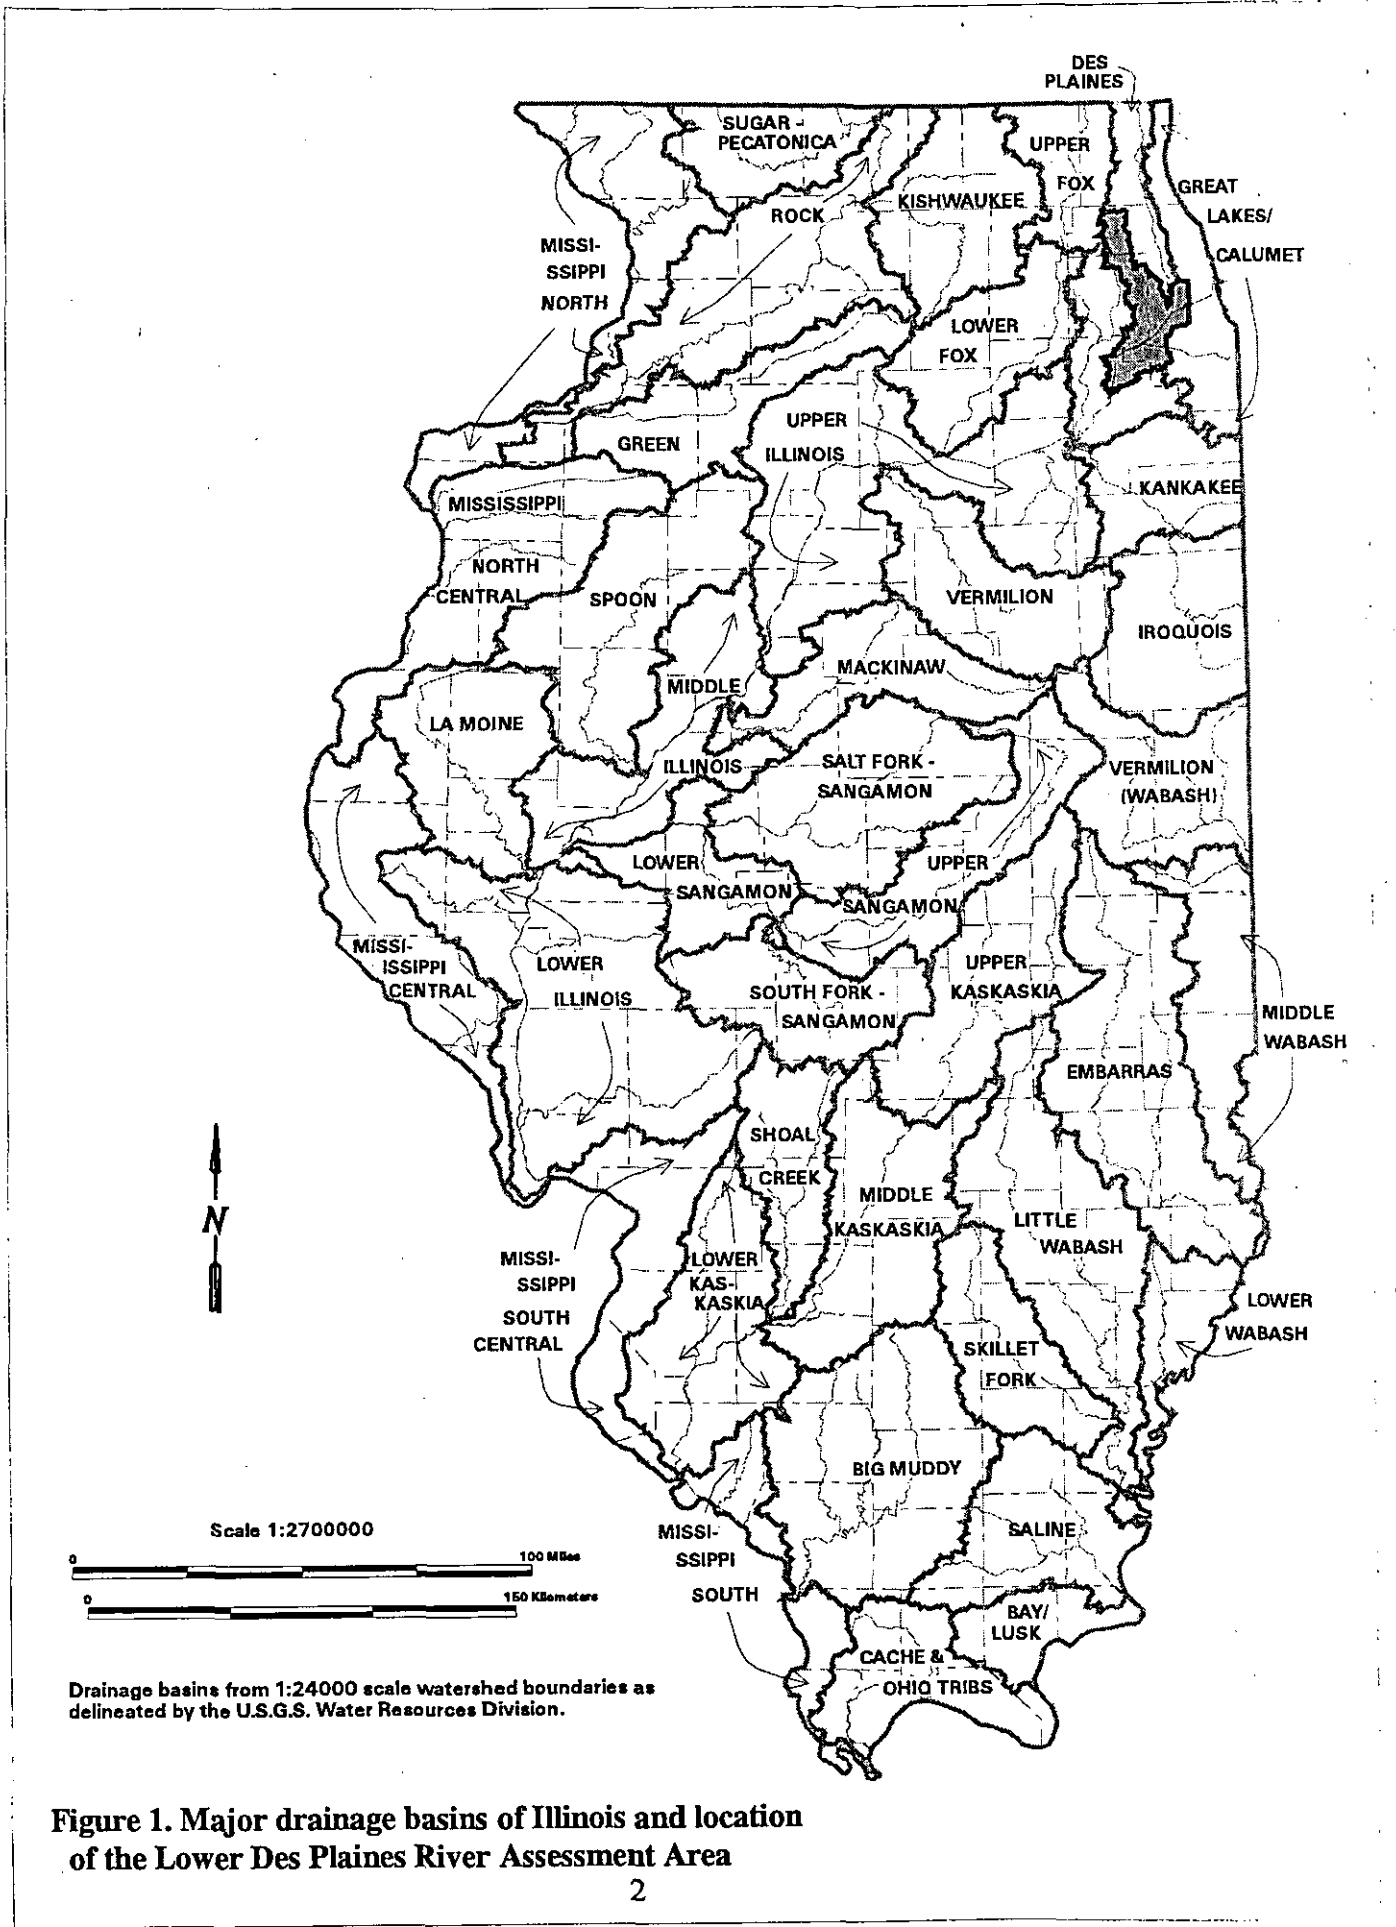 DES
PLAINES
SUGAR -
PECATONICA
UPPER
FOX
GREAT
LAKES/
CALUMET
KISHWAUKEE
ROCK
MISSI-
SSIPPI
NORTH
LOWER
FOX
UPPER
ILLINOIS
GREEN
KANKAKEE
MISSISSIPPI
NORTH
CENTRAL
SPOON
VERMILION
IROQUOIS
MACKINAW
MIDDLE
ILLINOIS
LA MOINE
SALT FORK -
SANGAMON
VERMILION
(WABASH)
LOWER
SANGAMON
UPPER
SANGAMON
MISSI-
ISSIPPI
CENTRAL
LOWER
ILLINOIS
UPPER
KASKASKIA
SOUTH FORK -
SANGAMON
MIDDLE
WABASH
EMBARRAS
SHOAL
CREEK
MIDDLE
KASKASKIA
LITTLE
WABASH
N
MISSI-
SSIPPI
SOUTH
CENTRAL
LOWER
KAS-
KASKIA
LOWER
WABASH
SKILLET
FORK
BIG MUDDY
SALINE
MISSI-
SSIPPI
SOUTH
BAY/
LUSK
CACHE &
OHIO TRIBS
Scale 1:2700000
0 100 Miles
0 150 Kilometers
Drainage basins from 1:24000 scale watershed boundaries as
delineated by the U.S.G.S. Water Resources Division.
Figure 1. Major drainage basins of Illinois and location
of the Lower Des Plaines River Assessment Area
2